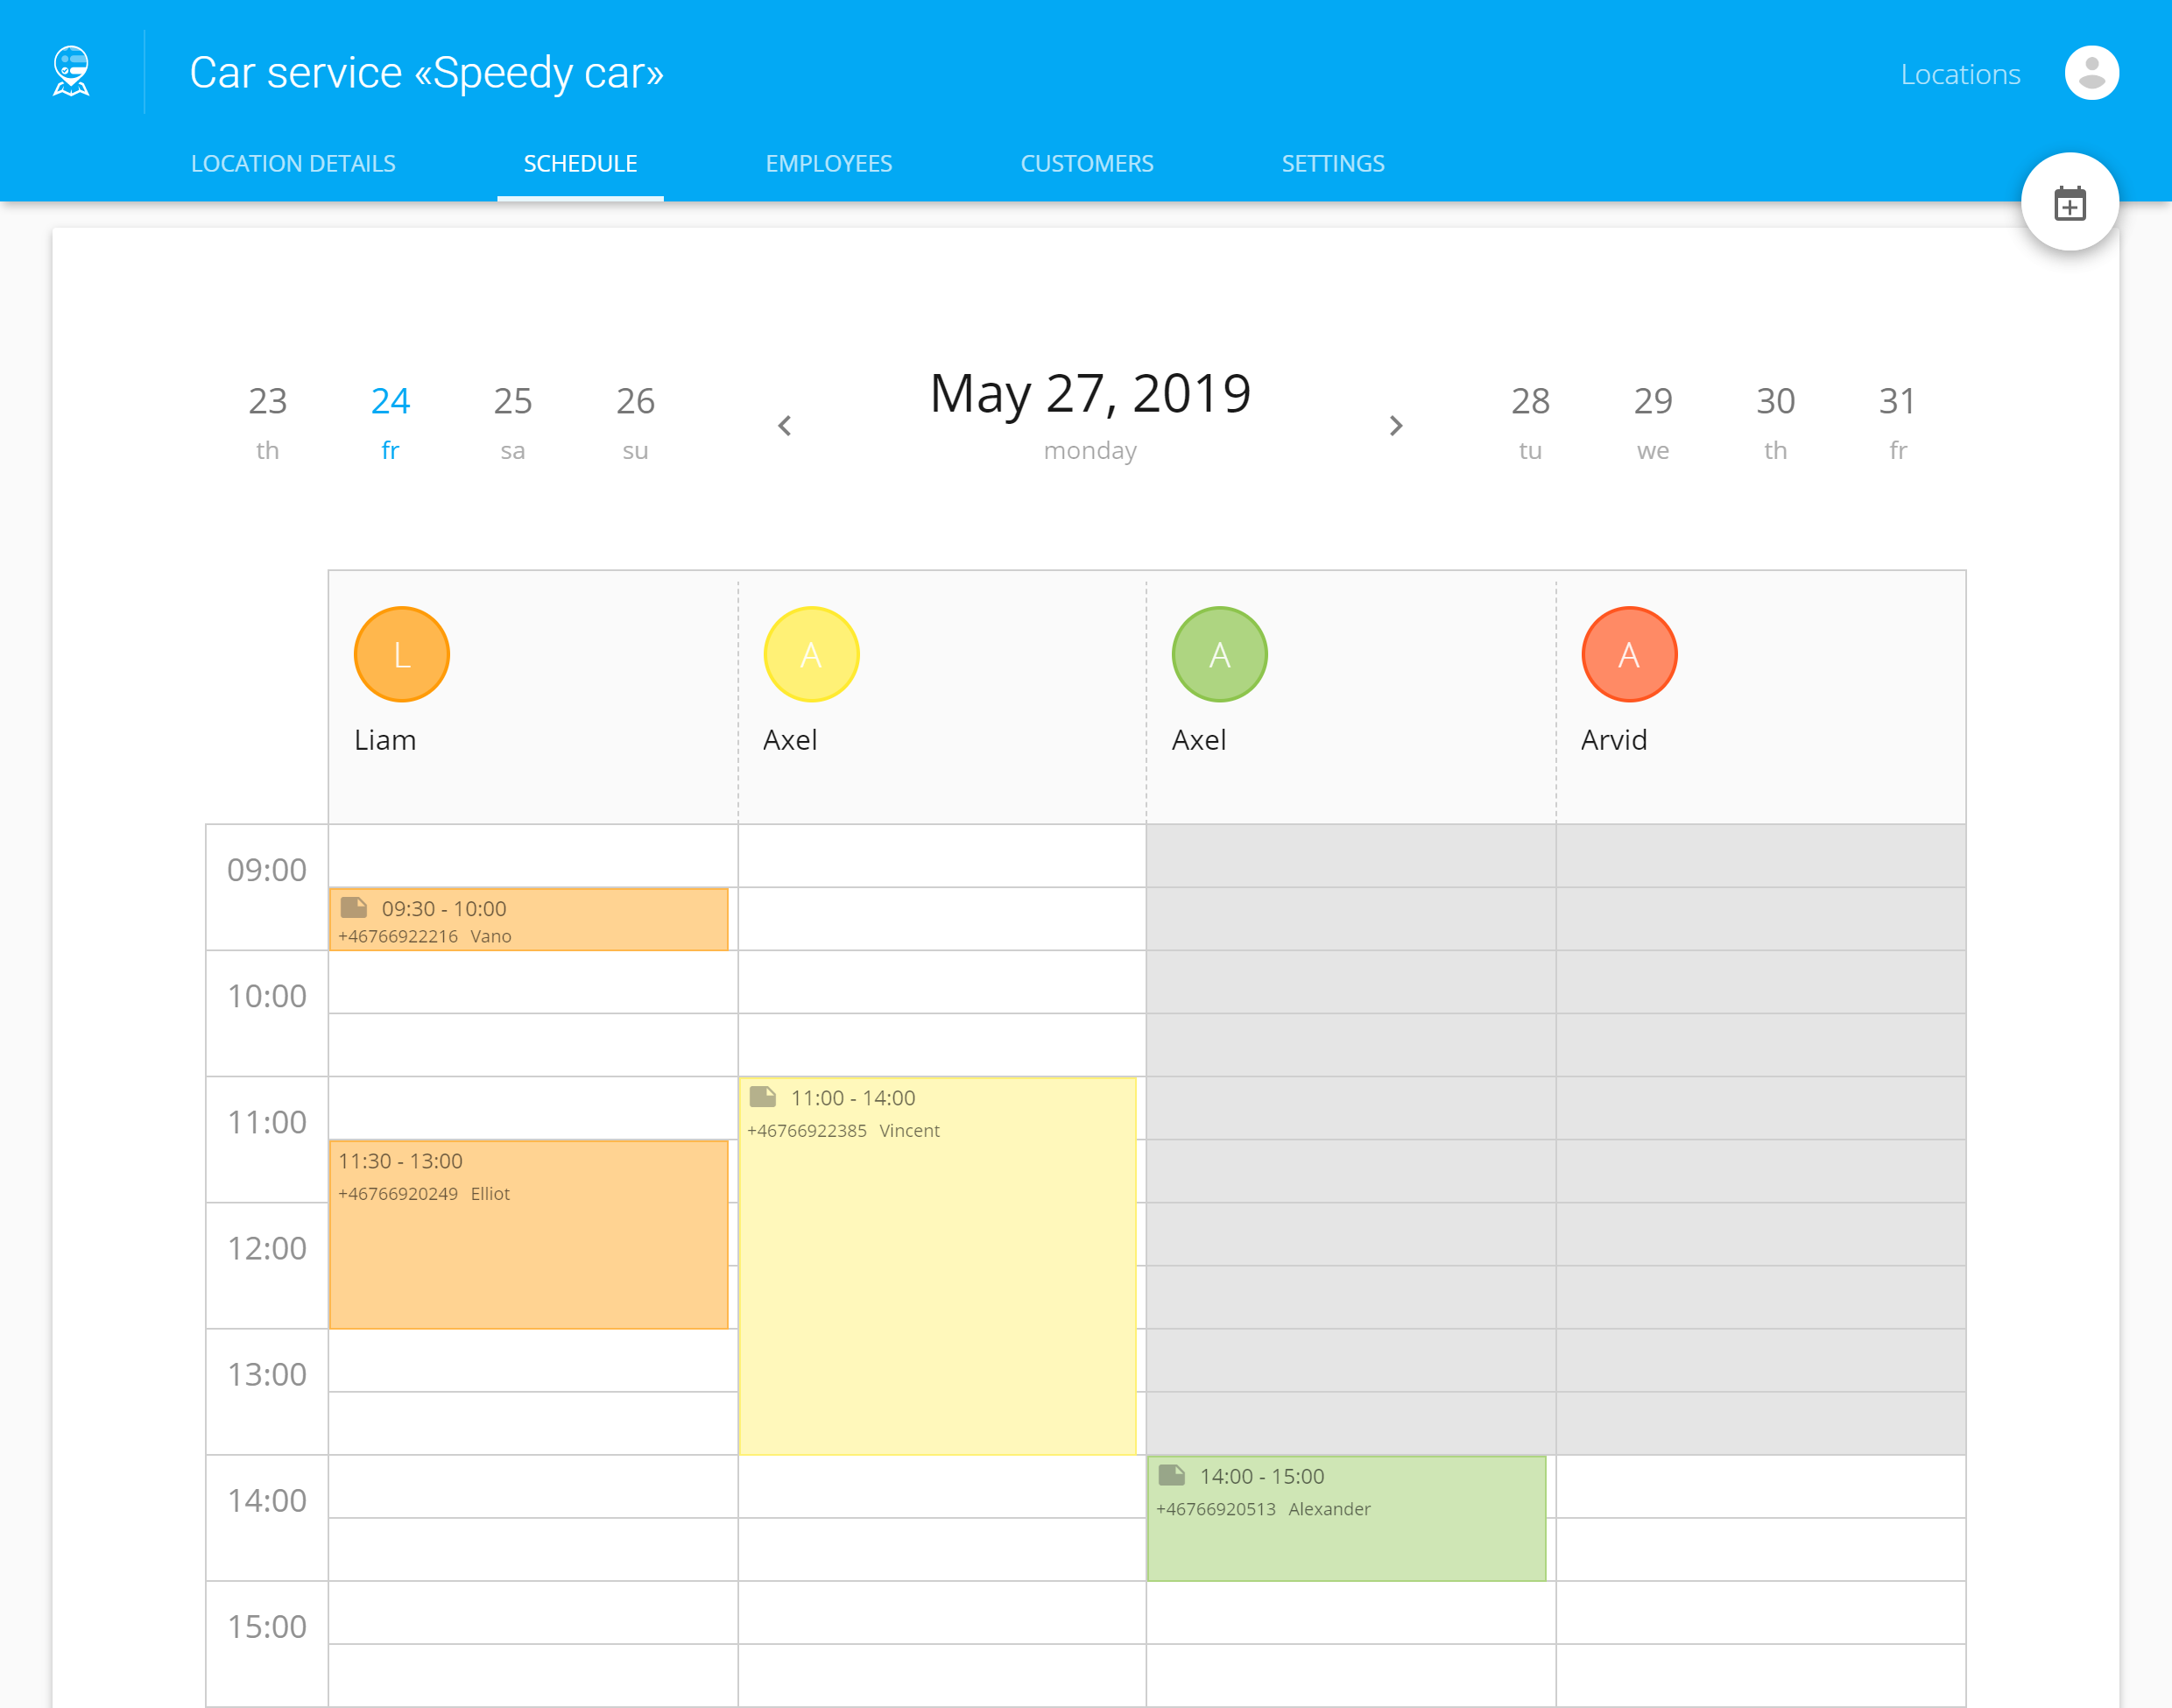 Car service «Speedy car»
Locations
LOCATION DETAILS SCHEDULE EMPLOYEES CUSTOMERS SETTINGS
23 24 25 26 May 27, 2019 28 29 30 31
th fr sa su monday tu we th fr
L A A A
Liam Axel Axel Arvid
09:00
09:30 - 10:00
+46766922216 Vano
10:00
11:00 - 14:00
11:00
+46766922385 Vincent
11:30 - 13:00
+46766920249 Elliot
12:00
13:00
14:00 - 15:00
14:00
+46766920513 Alexander
15:00